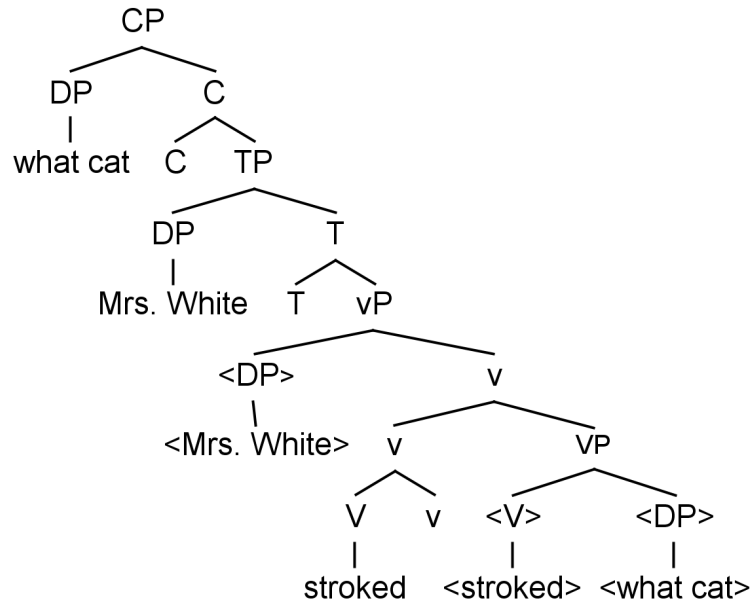 CP
DP C
what cat C TP
DP T
Mrs. White T vP
<DP> v
<Mrs. White> v VP
V v <V> <DP>
stroked <stroked> <what cat>